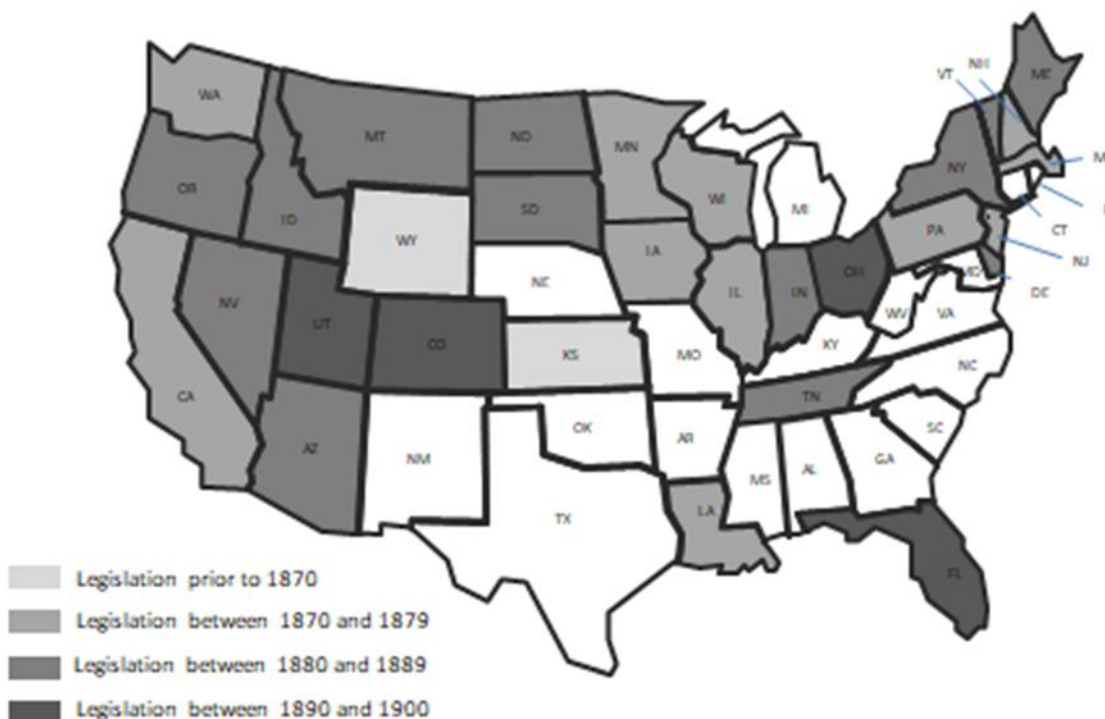 NH
VT
ME
WA
MT
ND
MN
OR
ID
SD
WI
MI
NY
M
WY
IA
PA
CT
NJ
NE
NV
UT
CO
IL
IN
OH
MD
DE
WV
VA
KS
MO
KY
CA
NC
TN
AZ
NM
OK
AR
SC
MS
AL
GA
TX
LA
FL
Legislation prior to 1870
Legislation between 1870 and 1879
Legislation between 1880 and 1889
Legislation between 1890 and 1900